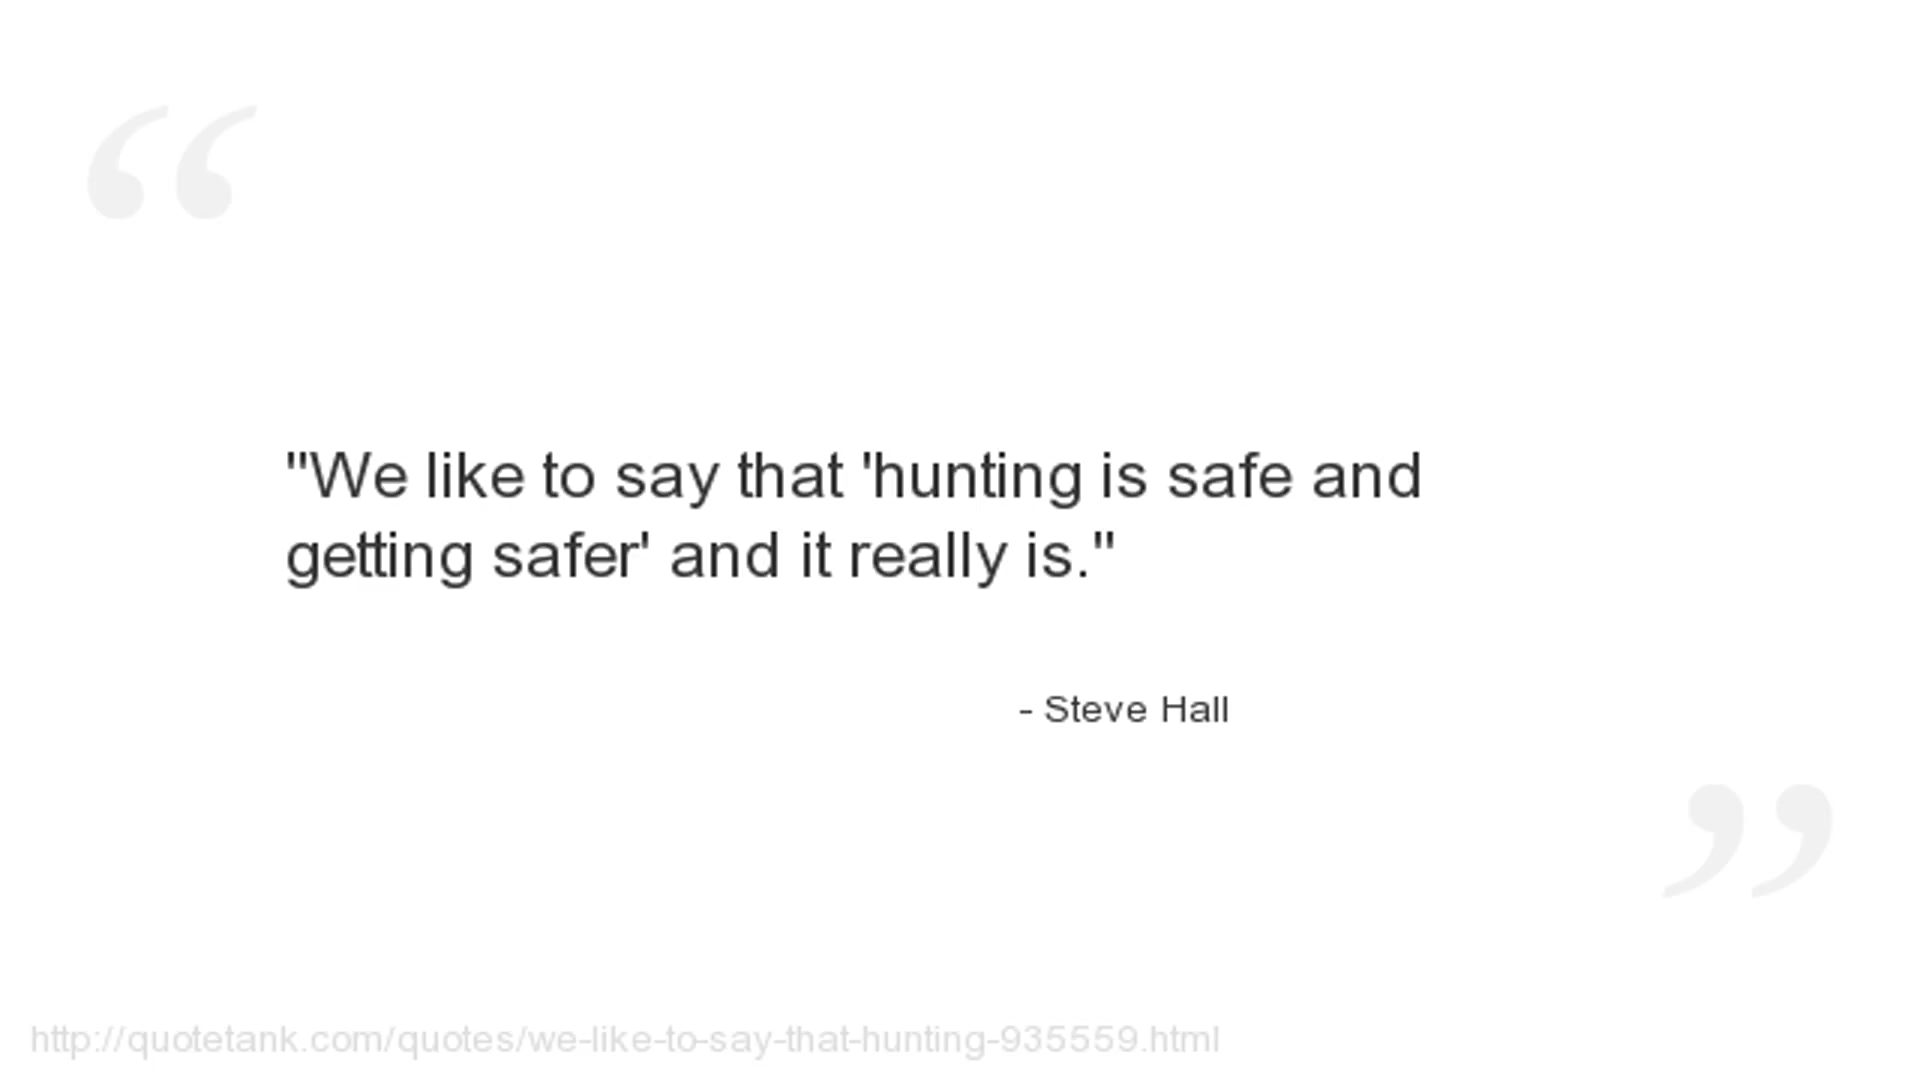 "We like to say that 'hunting is safe and
getting safer' and it really is."
- Steve Hall
http://quotetank.com/quotes/we-like-to-say-that-hunting-935559.html